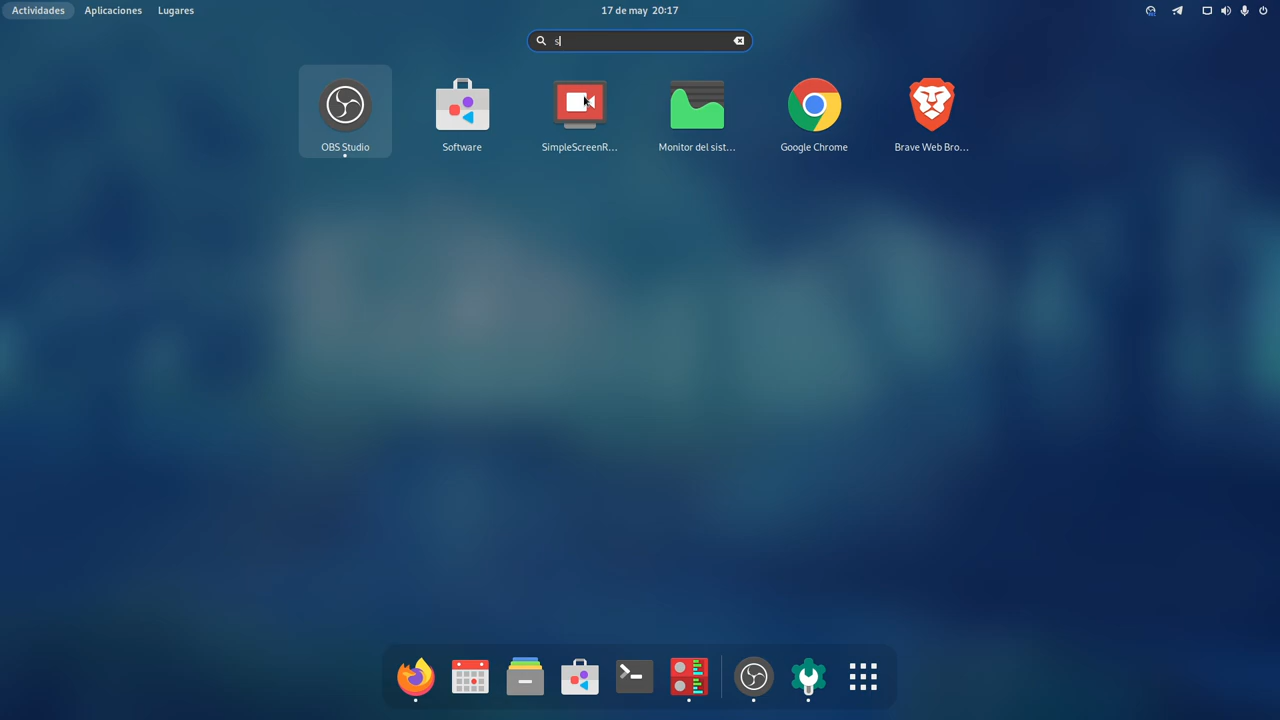 Actividades Aplicaciones Lugares 17 de may 20:17
s
OBS Studio Software SimpleScreenR... Monitor del sist... Google Chrome Brave Web Bro...